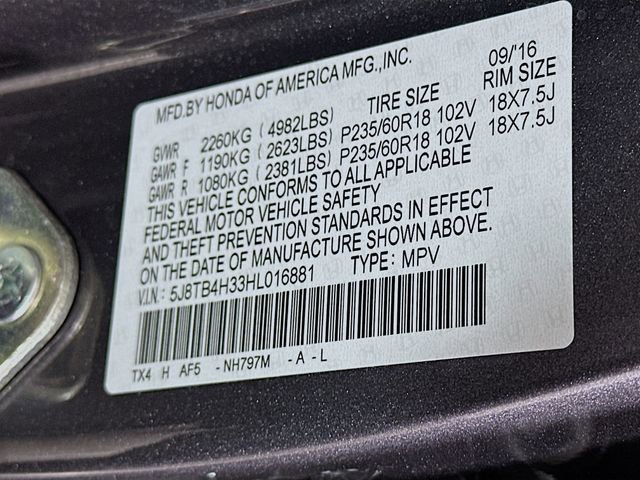 MFD.BY HONDA OF AMERICA MFG.,INC. 09/'16
TIRE SIZE RIM SIZE
GVWR 2260KG (4982LBS)
GAWR F 1190KG (2623LBS) P235/60R18 102V 18X7.5J
GAWR R 1080KG (2381LBS) P235/60R18 102V 18X7.5J
THIS VEHICLE CONFORMS TO ALL APPLICABLE
FEDERAL MOTOR VEHICLE SAFETY
AND THEFT PREVENTION STANDARDS IN EFFECT
ON THE DATE OF MANUFACTURE SHOWN ABOVE.
V.I.N.: 5J8TB4H33HL016881 TYPE: MPV
TX4 H AF5 -NH797M -A-L